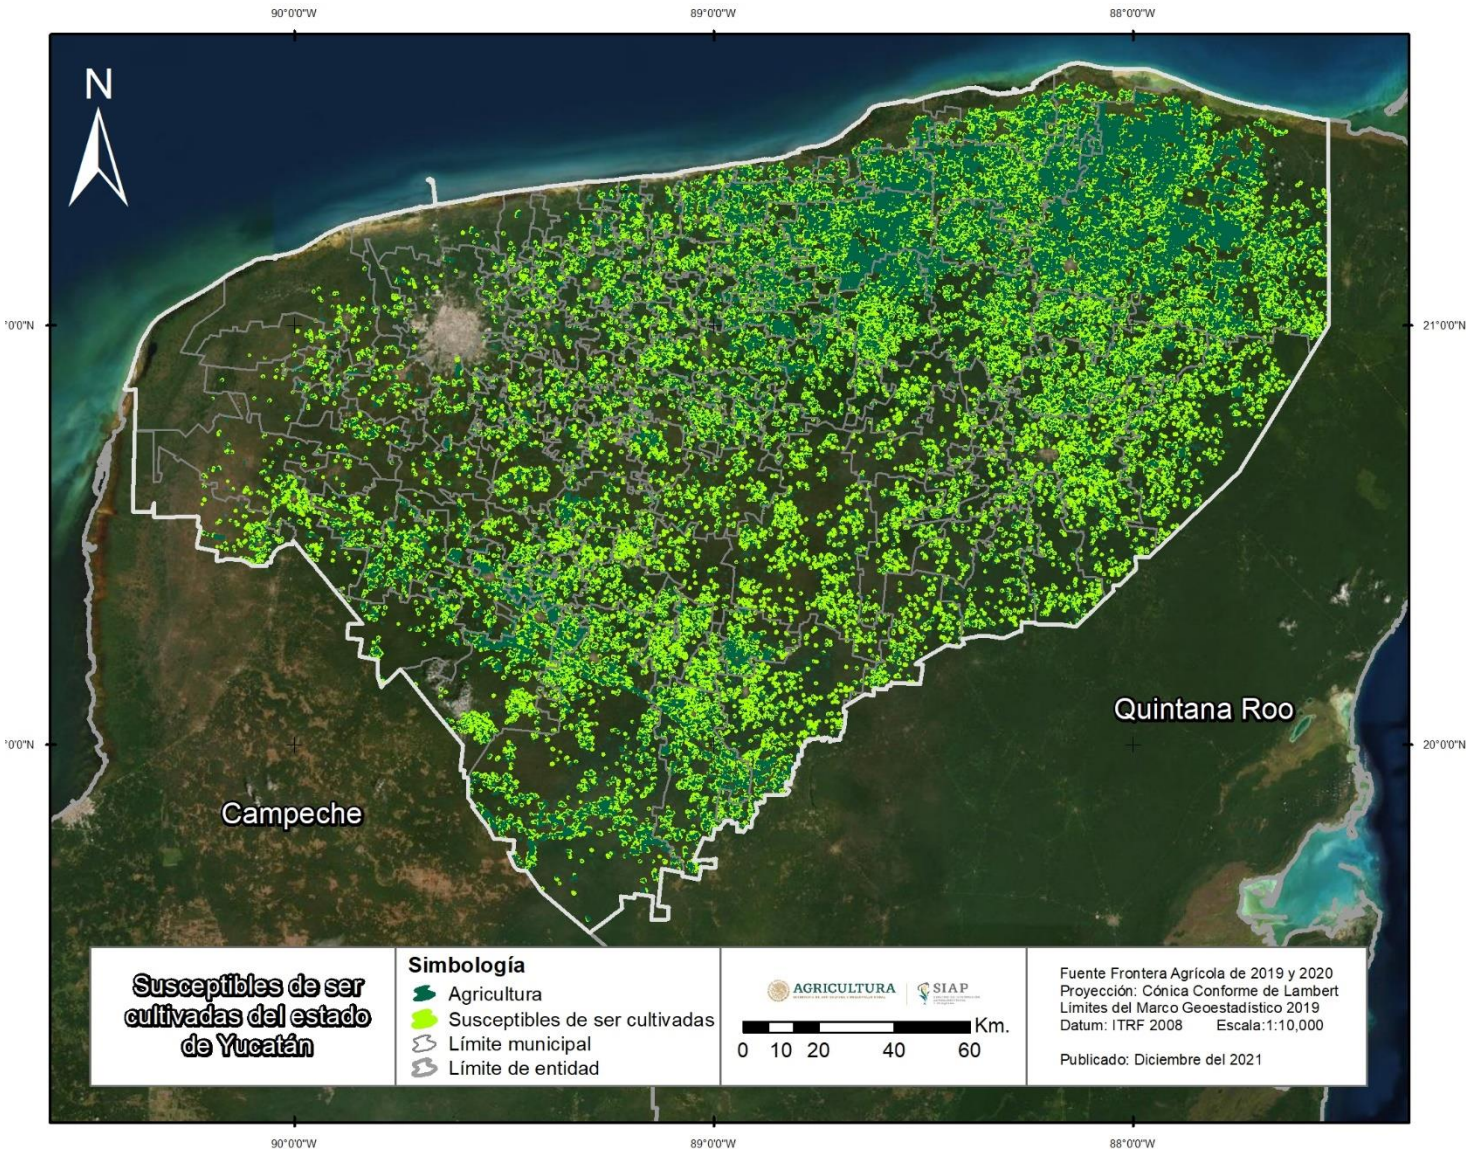 90°0'0"W
89°0'0"W
88°0'0"W
N
°0'0"N
21°0'0"N
Quintana Roo
°0'0"N
20°0'0"N
Campeche
Susceptibles de ser
cultivadas del estado
de Yucatán
Simbología
Agricultura
Susceptibles de ser cultivadas
Límite municipal
Límite de entidad
AGRICULTURA
SIAP
Km.
0 10 20 40 60
Fuente Frontera Agrícola de 2019 y 2020
Proyección: Cónica Conforme de Lambert
Límites del Marco Geoestadístico 2019
Datum: ITRF 2008 Escala:1:10,000
Publicado: Diciembre del 2021
90°0'0"W
89°0'0"W
88°0'0"W